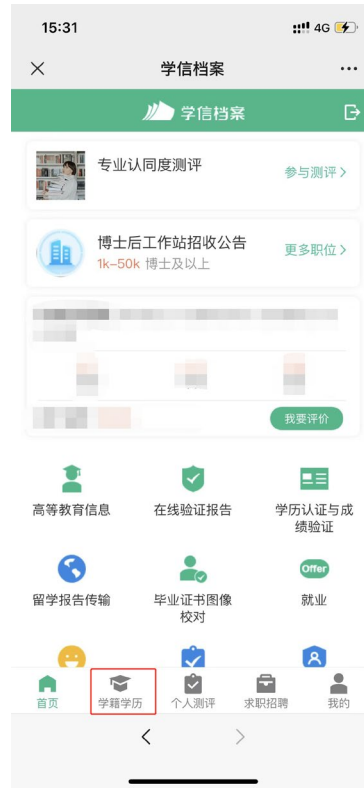 15:31
4G
学信档案
学信档案
专业认同度测评
参与测评
博士后工作站招收公告
1k–50k 博士及以上
更多职位
我要评价
高等教育信息
在线验证报告
学历认证与成
绩验证
Offer
留学报告传输
毕业证书图像
校对
就业
首页
学籍学历
个人测评
求职招聘
我的